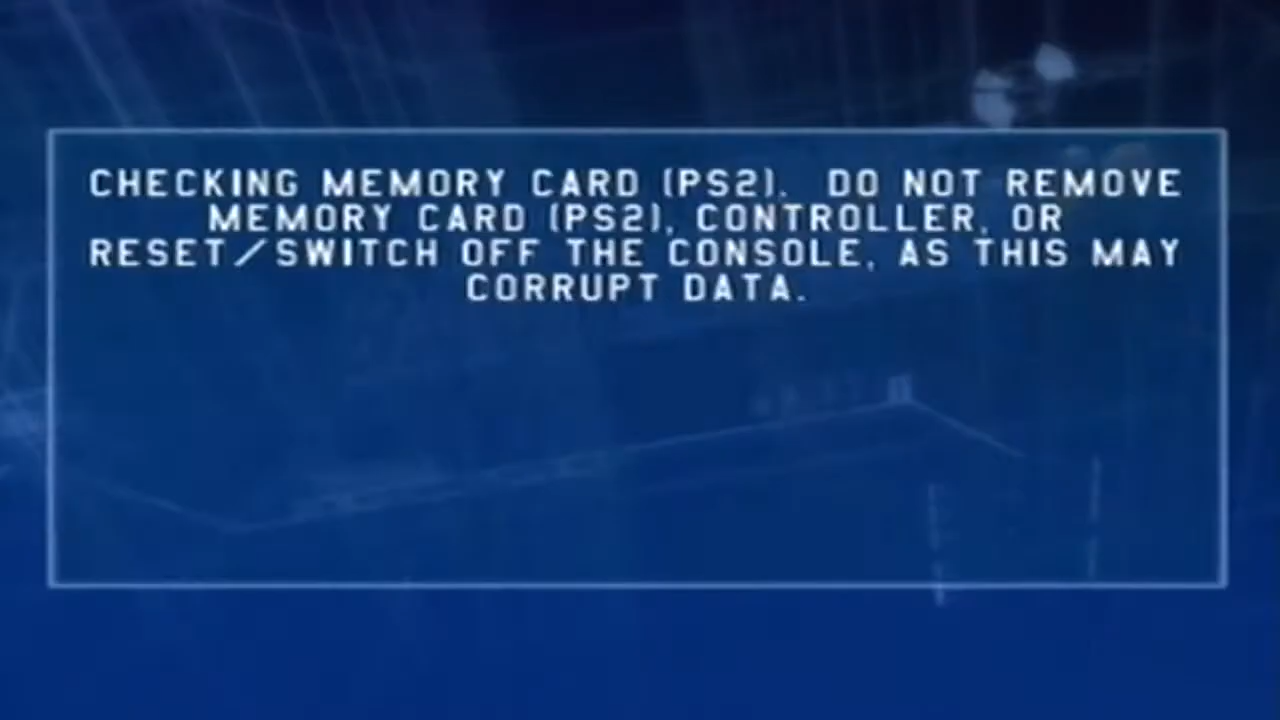 CHECKING MEMORY CARD (PS2).  DO NOT REMOVE
MEMORY CARD (PS2), CONTROLLER, OR
RESET/SWITCH OFF THE CONSOLE, AS THIS MAY
CORRUPT DATA.